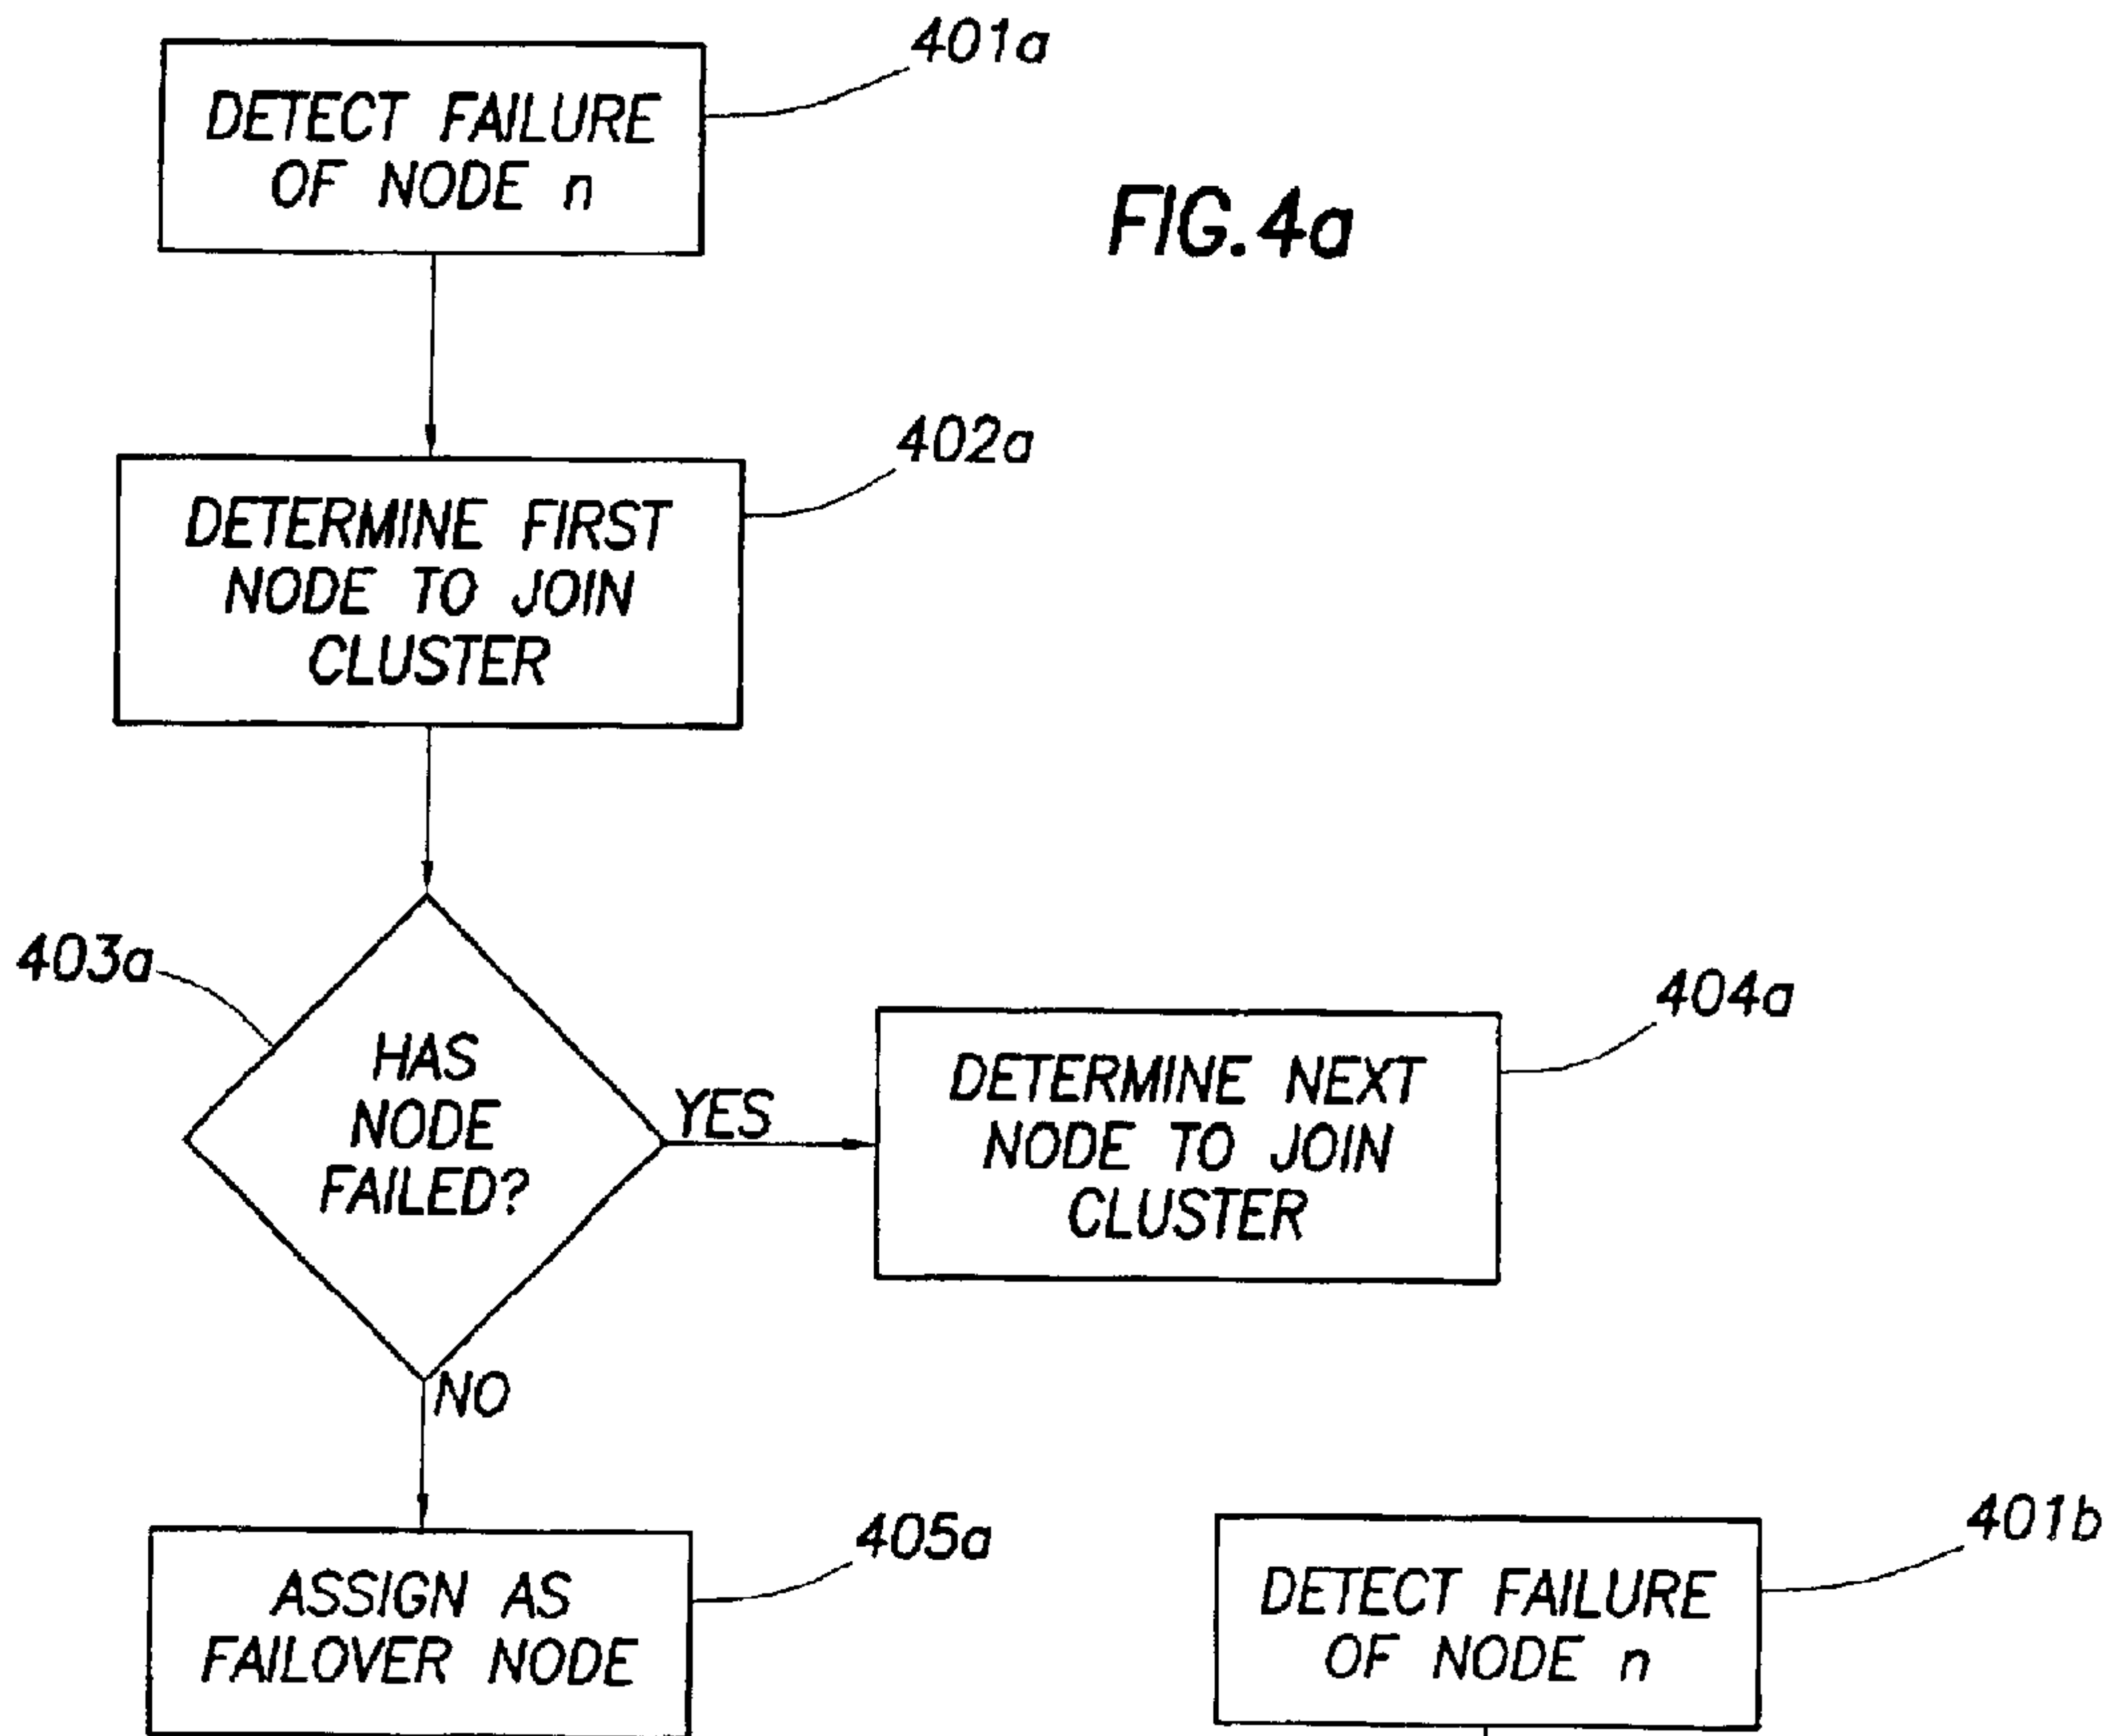 401a
DETECT FAILURE
OF NODE n
FIG.4a
402a
DETERMINE FIRST
NODE TO JOIN
CLUSTER
403a
HAS
NODE
FAILED?
YES
404a
DETERMINE NEXT
NODE TO JOIN
CLUSTER
NO
405a
ASSIGN AS
FAILOVER NODE
401b
DETECT FAILURE
OF NODE n